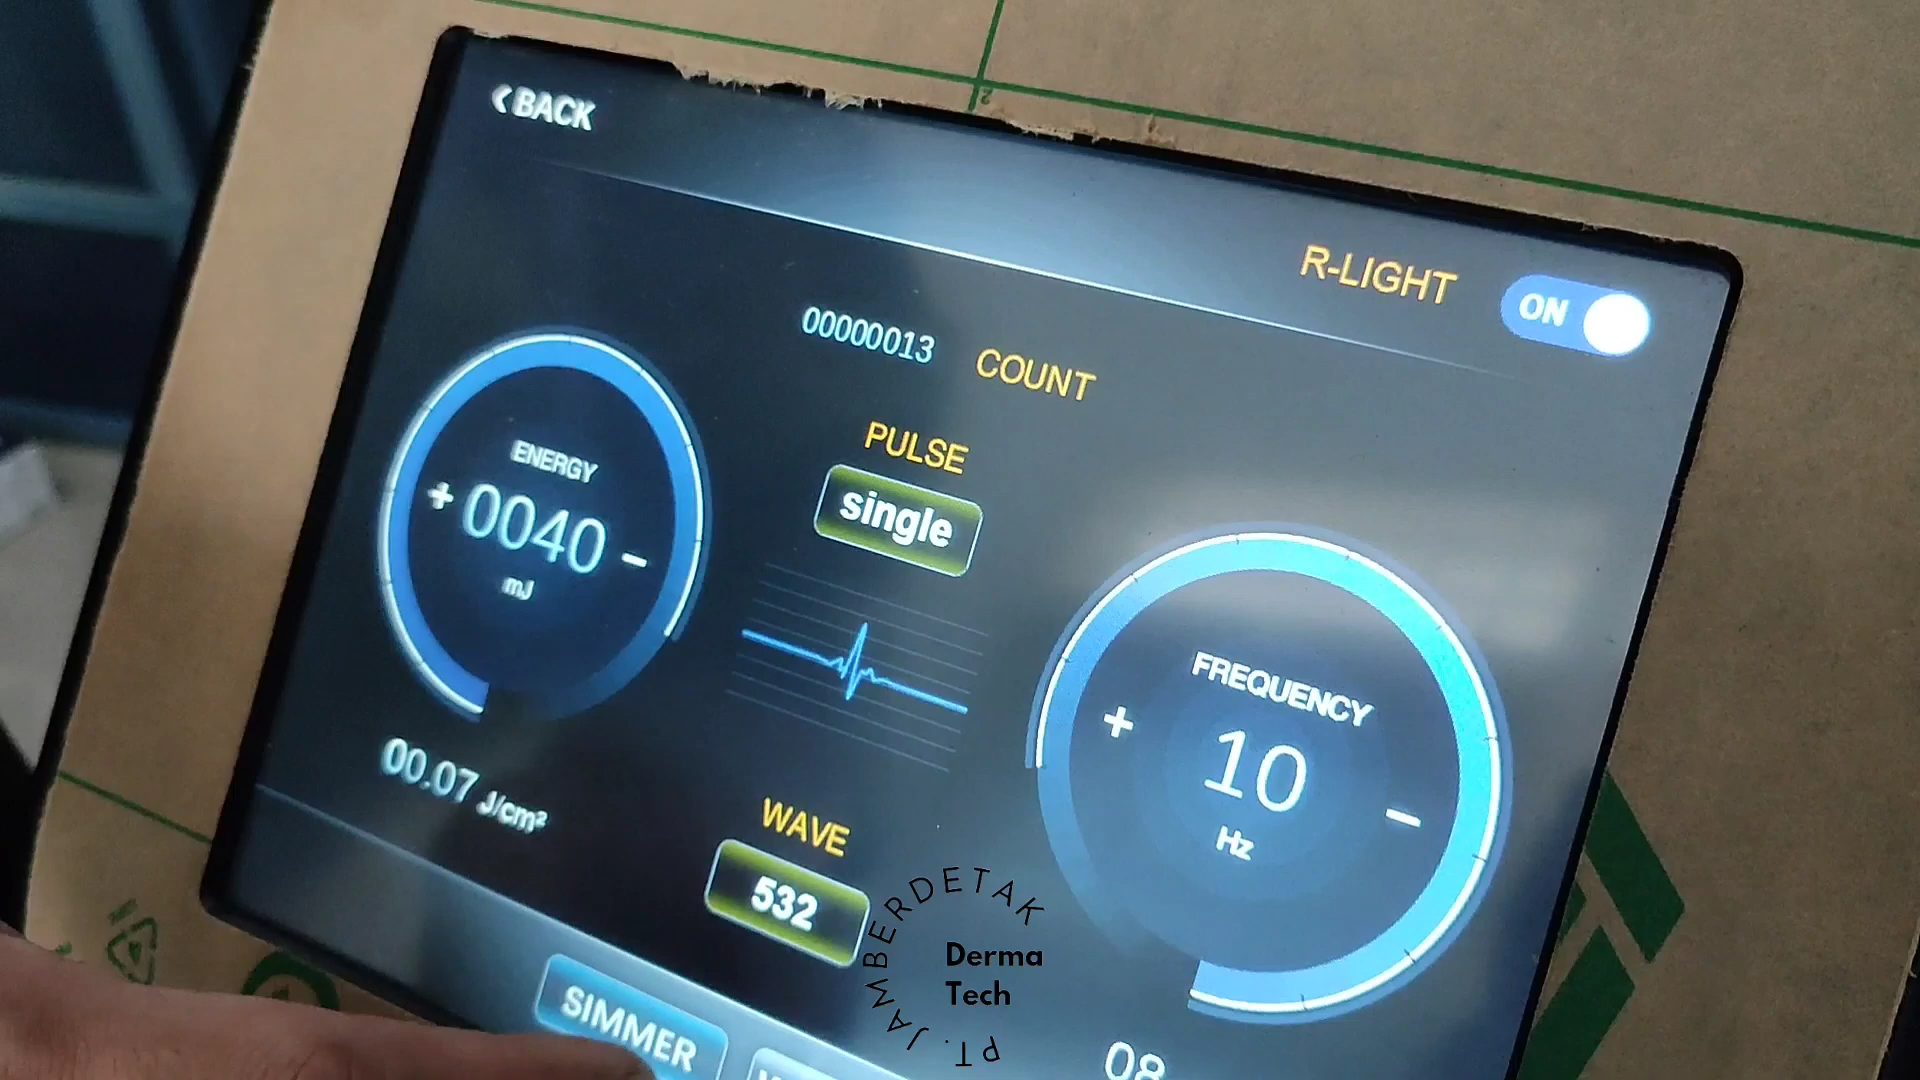 BACK
R-LIGHT
ON
00000013 COUNT
PULSE
single
ENERGY
+ 0040 -
mJ
00.07 J/cm²
FREQUENCY
+ 10 -
Hz
WAVE
532
SIMMER
08
PT. JAMBERDETAK
Derma
Tech